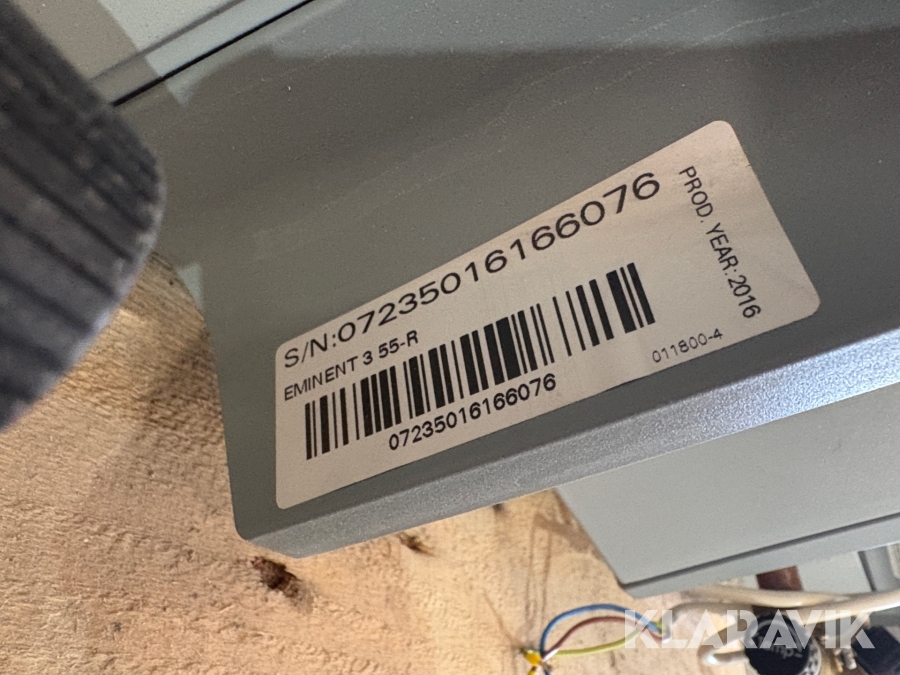 S/N:07235016166076
EMINENT 3 55-R
07235016166076
011800-4
PROD. YEAR:2016
KLARAVIK